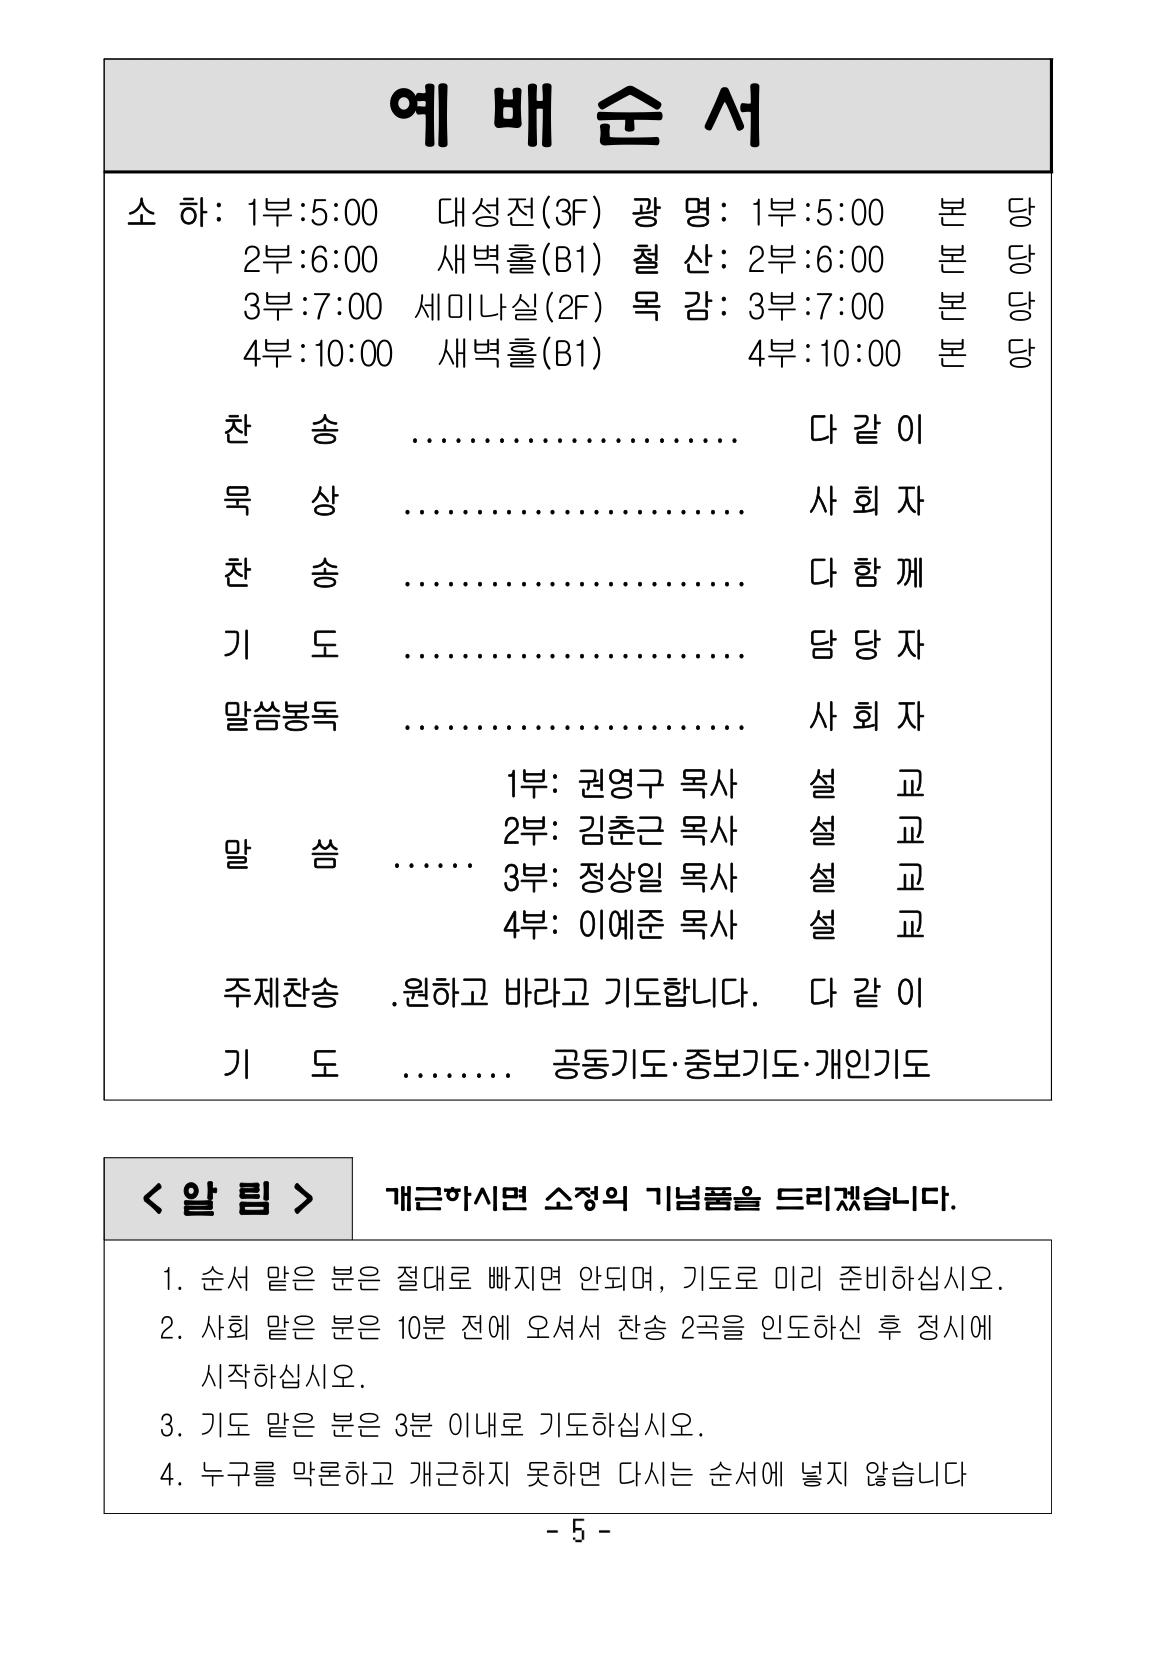 예 배 순 서
소 하: 1부:5:00 대성전(3F) 광 명: 1부:5:00 본 당
2부:6:00 새벽홀(B1) 철 산: 2부:6:00 본 당
3부:7:00 세미나실(2F) 목 감: 3부:7:00 본 당
4부:10:00 새벽홀(B1) 4부:10:00 본 당
찬 송 ....................... 다 같 이
묵 상 ........................ 사 회 자
찬 송 ........................ 다 함 께
기 도 ........................ 담 당 자
말씀봉독 ........................ 사 회 자
1부: 권영구 목사 설 교
2부: 김춘근 목사 설 교
말 씀 ......
3부: 정상일 목사 설 교
4부: 이예준 목사 설 교
주제찬송 .원하고 바라고 기도합니다. 다 같 이
기 도 ........ 공동기도·중보기도·개인기도
< 알 림 > 개근하시면 소정의 기념품을 드리겠습니다.
1. 순서 맡은 분은 절대로 빠지면 안되며, 기도로 미리 준비하십시오.
2. 사회 맡은 분은 10분 전에 오셔서 찬송 2곡을 인도하신 후 정시에
시작하십시오.
3. 기도 맡은 분은 3분 이내로 기도하십시오.
4. 누구를 막론하고 개근하지 못하면 다시는 순서에 넣지 않습니다
- 5 -